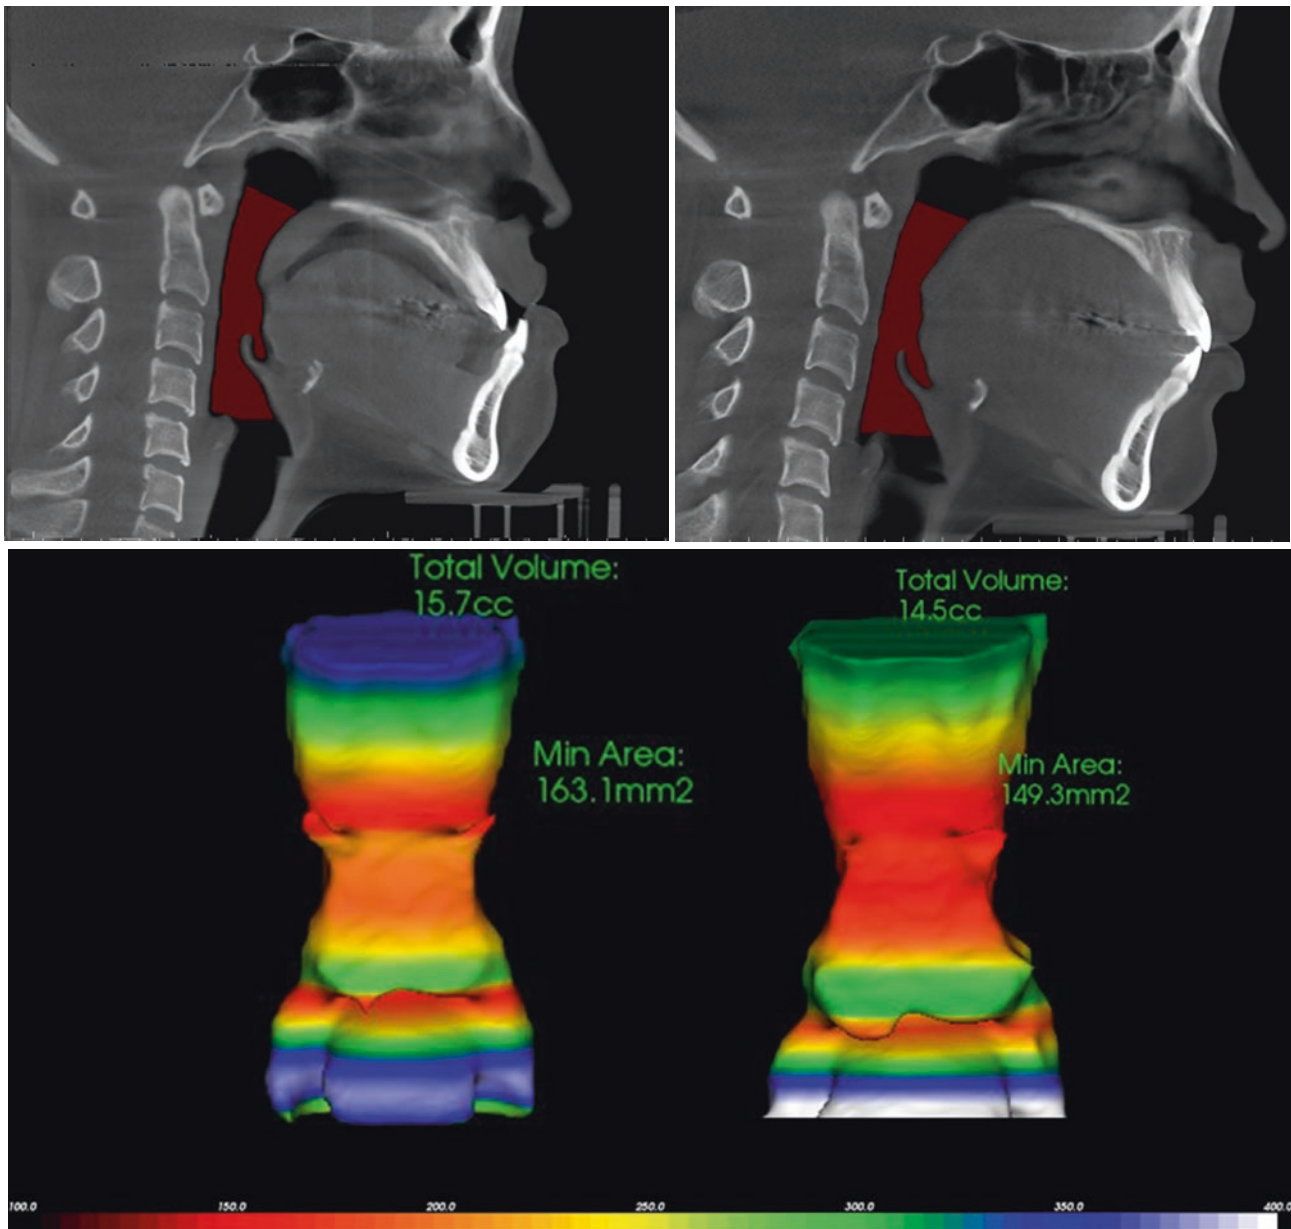 Total Volume:
15.7cc
Total Volume:
14.5cc
Min Area:
163.1mm2
Min Area:
149.3mm2
100.0 150.0 200.0 250.0 300.0 350.0 400.0